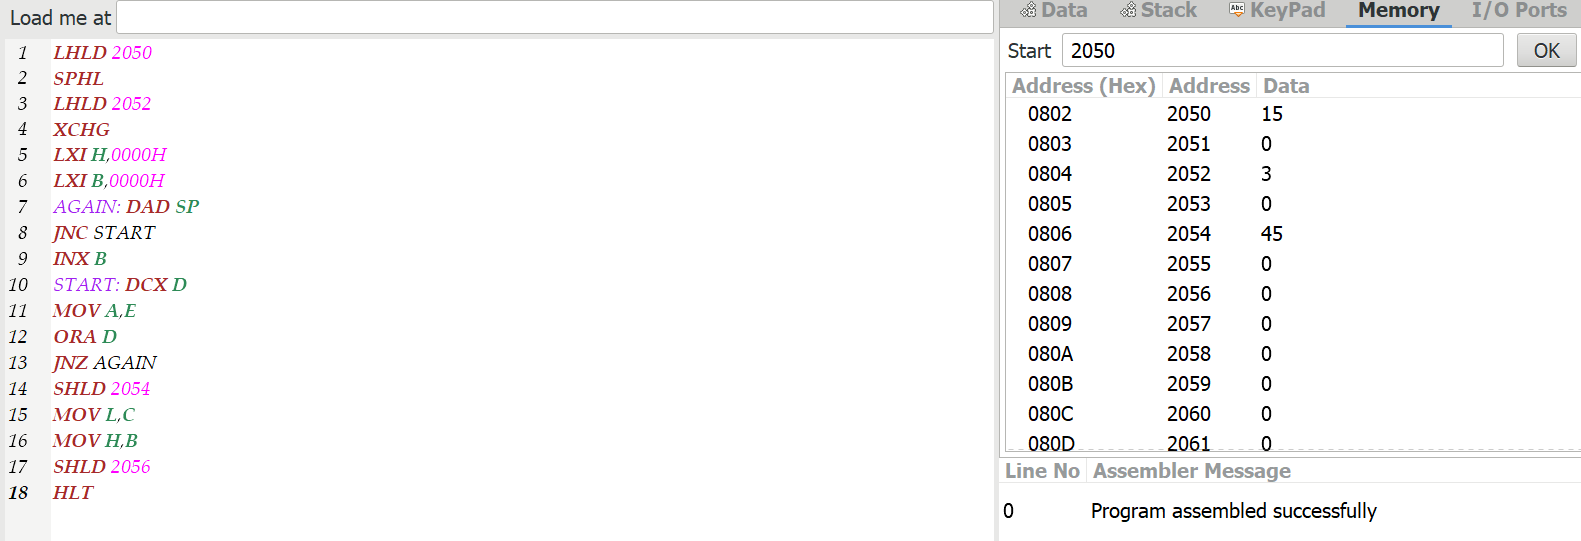 Load me at
1 LHLD 2050
2 SPHL
3 LHLD 2052
4 XCHG
5 LXI H,0000H
6 LXI B,0000H
7 AGAIN: DAD SP
8 JNC START
9 INX B
10 START: DCX D
11 MOV A,E
12 ORA D
13 JNZ AGAIN
14 SHLD 2054
15 MOV L,C
16 MOV H,B
17 SHLD 2056
18 HLT
Data Stack Abc KeyPad Memory I/O Ports
Start 2050 OK
Address (Hex) Address Data
0802 2050 15
0803 2051 0
0804 2052 3
0805 2053 0
0806 2054 45
0807 2055 0
0808 2056 0
0809 2057 0
080A 2058 0
080B 2059 0
080C 2060 0
080D 2061 0
Line No Assembler Message
0 Program assembled successfully